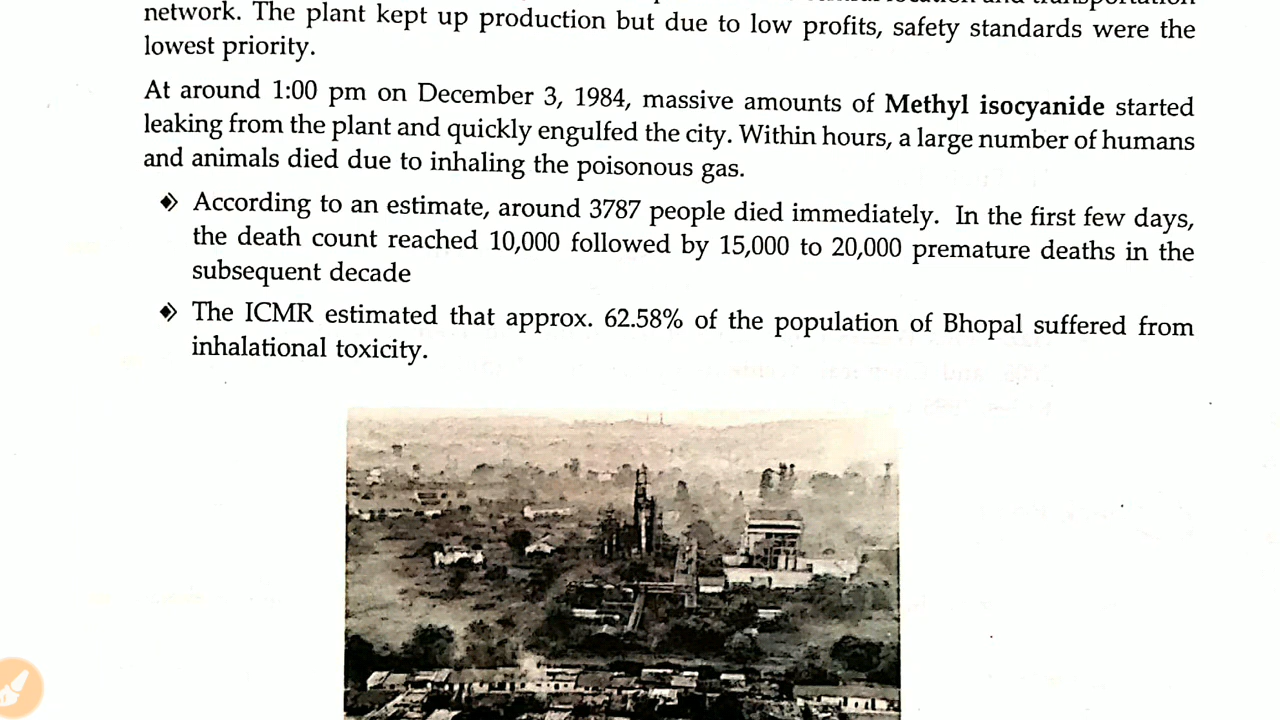 network. The plant kept up production but due to low profits, safety standards were the
lowest priority.
At around 1:00 pm on December 3, 1984, massive amounts of Methyl isocyanide started
leaking from the plant and quickly engulfed the city. Within hours, a large number of humans
and animals died due to inhaling the poisonous gas.
According to an estimate, around 3787 people died immediately. In the first few days,
the death count reached 10,000 followed by 15,000 to 20,000 premature deaths in the
subsequent decade
The ICMR estimated that approx. 62.58% of the population of Bhopal suffered from
inhalational toxicity.